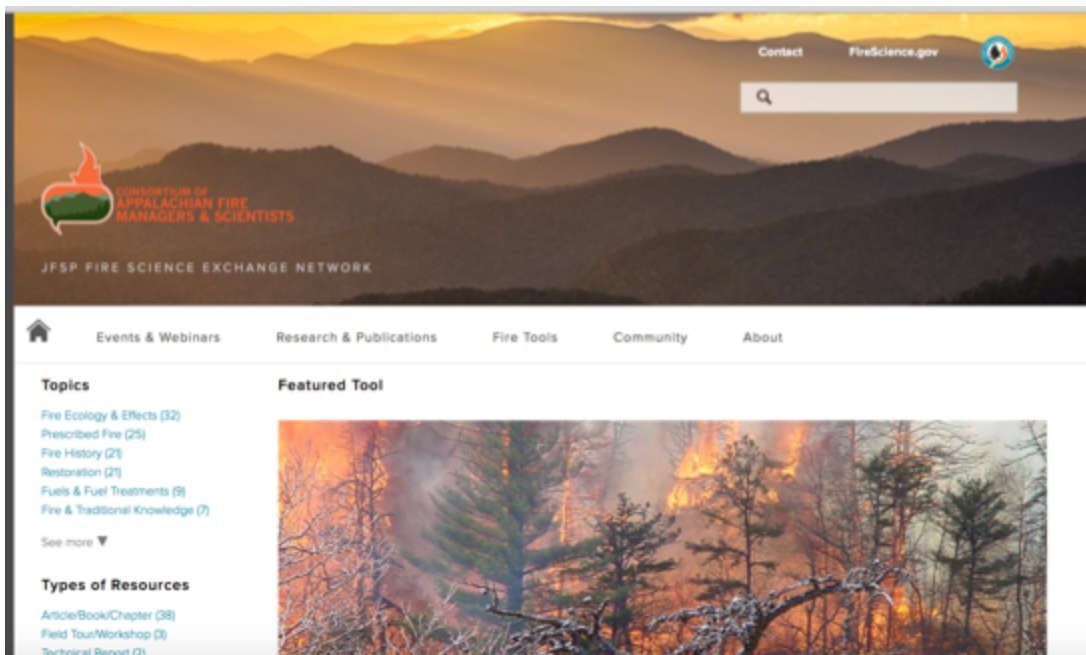 Contact FireScience.gov
CONSORTIUM OF
APPALACHIAN FIRE
MANAGERS & SCIENTISTS
JFSP FIRE SCIENCE EXCHANGE NETWORK
Events & Webinars Research & Publications Fire Tools Community About
Topics
Fire Ecology & Effects (32)
Prescribed Fire (25)
Fire History (21)
Restoration (21)
Fuels & Fuel Treatments (9)
Fire & Traditional Knowledge (7)
See more ▼
Types of Resources
Article/Book/Chapter (38)
Field Tour/Workshop (3)
Technical Report (2)
Featured Tool